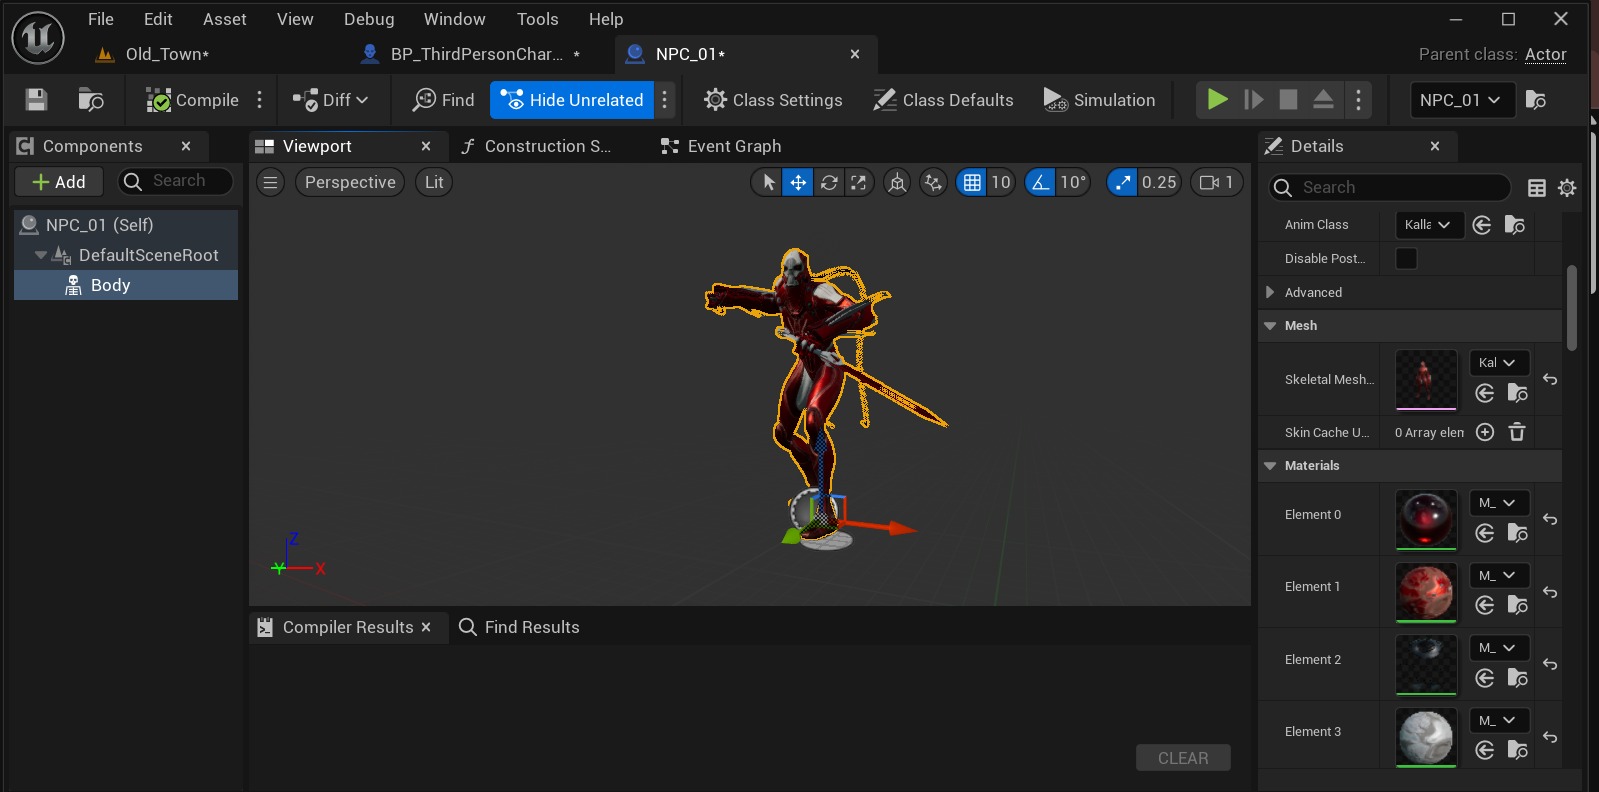 File Edit Asset View Debug Window Tools Help
Old_Town* BP_ThirdPersonChar... * NPC_01* Parent class: Actor
Compile Diff Find Hide Unrelated Class Settings Class Defaults Simulation NPC_01
Components Viewport Construction S... Event Graph Details
Add Search Perspective Lit 10 10° 0.25 1 Search
NPC_01 (Self)
DefaultSceneRoot
Body
Z
Y X
Anim Class Kalla
Disable Post...
Advanced
Mesh
Skeletal Mesh... Kal
Skin Cache U... 0 Array elem
Materials
Element 0 M_
Element 1 M_
Element 2 M_
Element 3 M_
Compiler Results Find Results
CLEAR